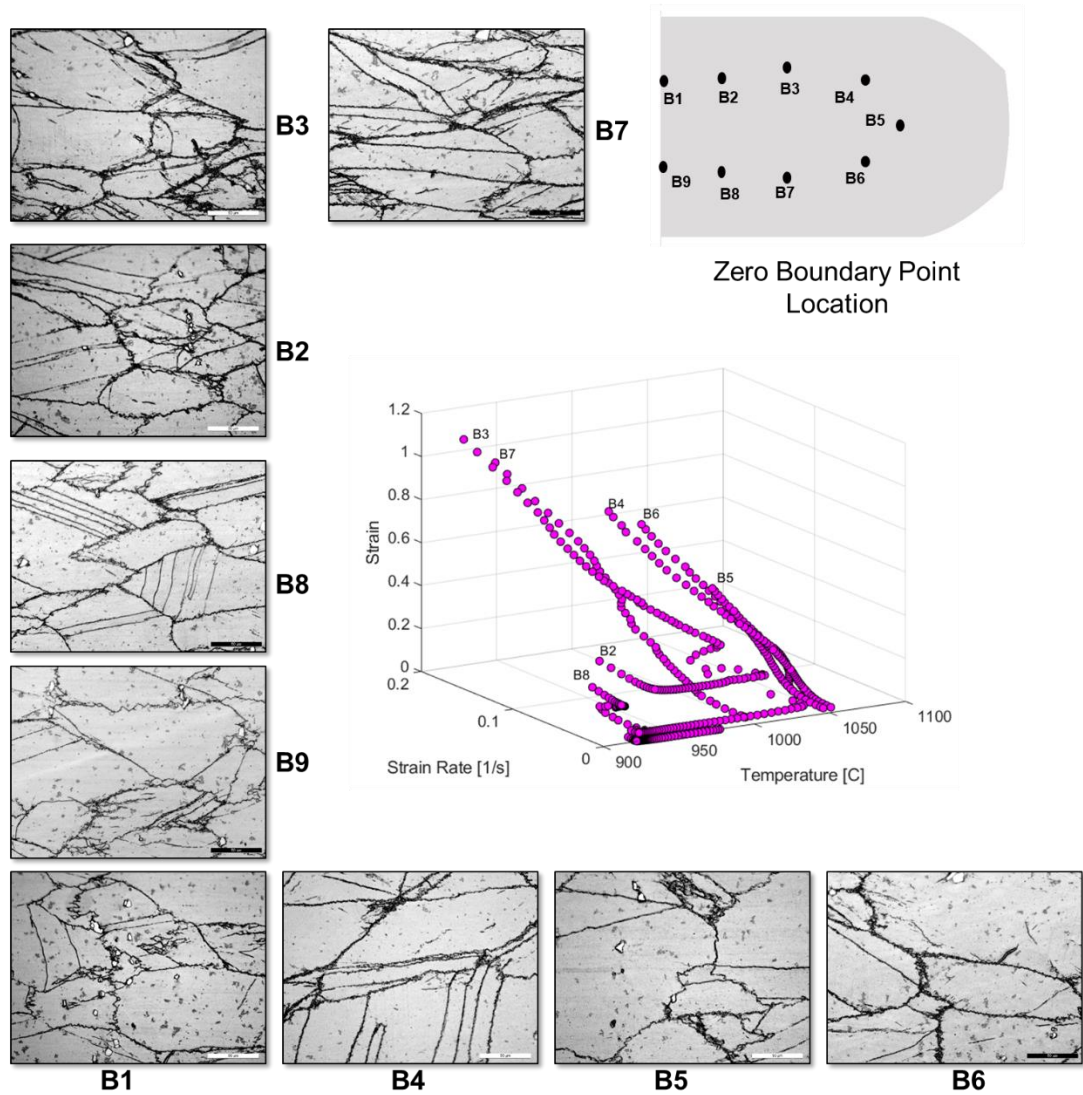 B3
B7
B1
B2
B3
B4
B5
B9
B8
B7
B6
Zero Boundary Point
Location
B2
B8
B9
1.2
1
0.8
0.6
0.4
0.2
0
Strain
B3
B7
B4
B6
B5
B2
B8
0.2
0.1
0
Strain Rate [1/s]
900
950
1000
1050
1100
Temperature [C]
B1
B4
B5
B6